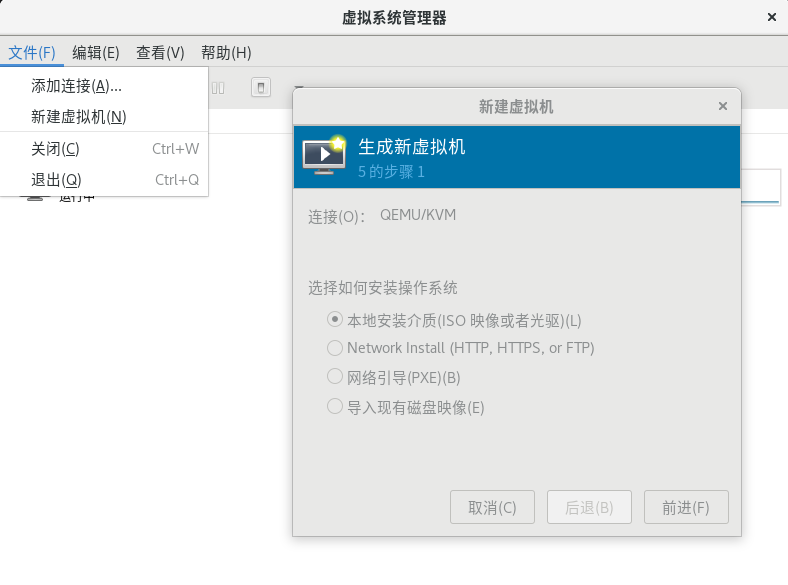 虚拟系统管理器
文件(F) 编辑(E) 查看(V) 帮助(H)
添加连接(A)...
新建虚拟机(N)
关闭(C) Ctrl+W
退出(Q) Ctrl+Q
运行中
新建虚拟机
生成新虚拟机
5 的步骤 1
连接(O)： QEMU/KVM
选择如何安装操作系统
本地安装介质(ISO 映像或者光驱)(L)
Network Install (HTTP, HTTPS, or FTP)
网络引导(PXE)(B)
导入现有磁盘映像(E)
取消(C) 后退(B) 前进(F)